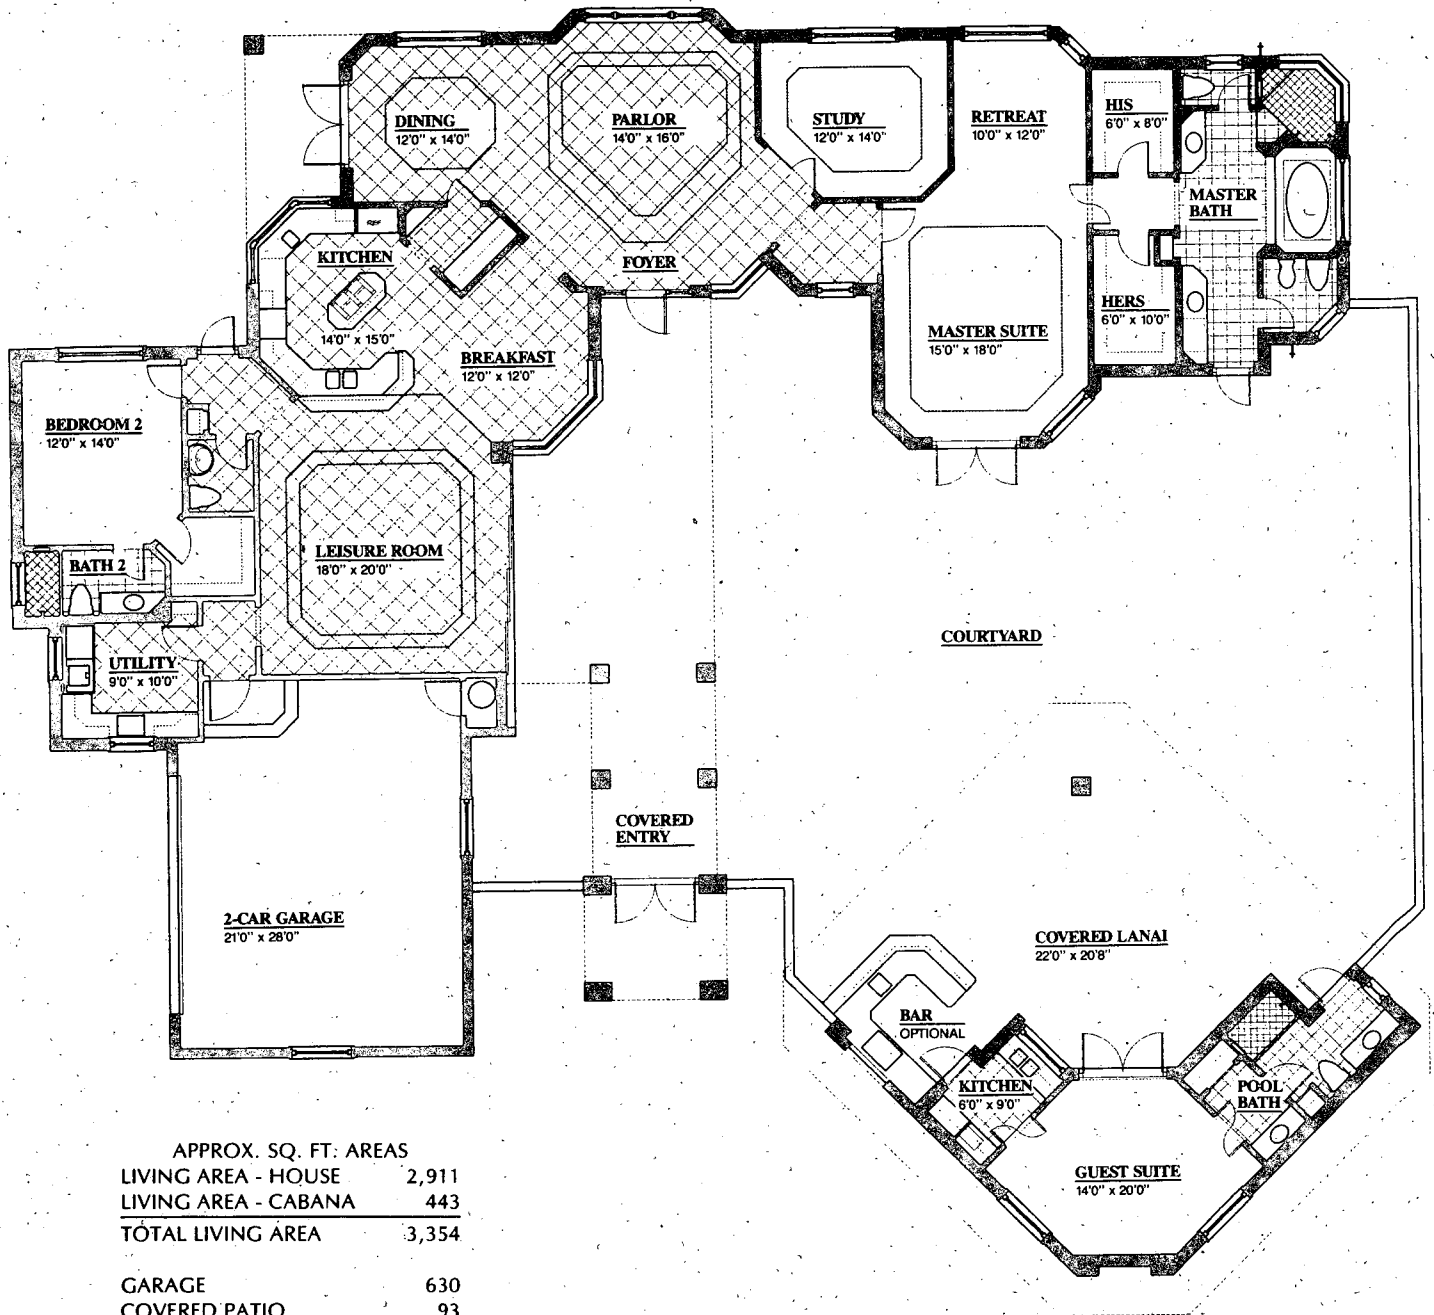 DINING
12'0" x 14'0"
PARLOR
14'0" x 16'0"
STUDY
12'0" x 14'0"
RETREAT
10'0" x 12'0"
HIS
6'0" x 8'0"
MASTER
BATH
REF
KITCHEN
14'0" x 15'0"
FOYER
HERS
6'0" x 10'0"
MASTER SUITE
15'0" x 18'0"
BREAKFAST
12'0" x 12'0"
BEDROOM 2
12'0" x 14'0"
LEISURE ROOM
18'0" x 20'0"
BATH 2
COURTYARD
UTILITY
9'0" x 10'0"
COVERED
ENTRY
2-CAR GARAGE
21'0" x 28'0"
COVERED LANAI
22'0" x 20'8"
BAR
OPTIONAL
KITCHEN
6'0" x 9'0"
POOL
BATH
GUEST SUITE
14'0" x 20'0"
APPROX. SQ. FT. AREAS
LIVING AREA - HOUSE 2,911
LIVING AREA - CABANA 443
TOTAL LIVING AREA 3,354
GARAGE 630
COVERED PATIO 93